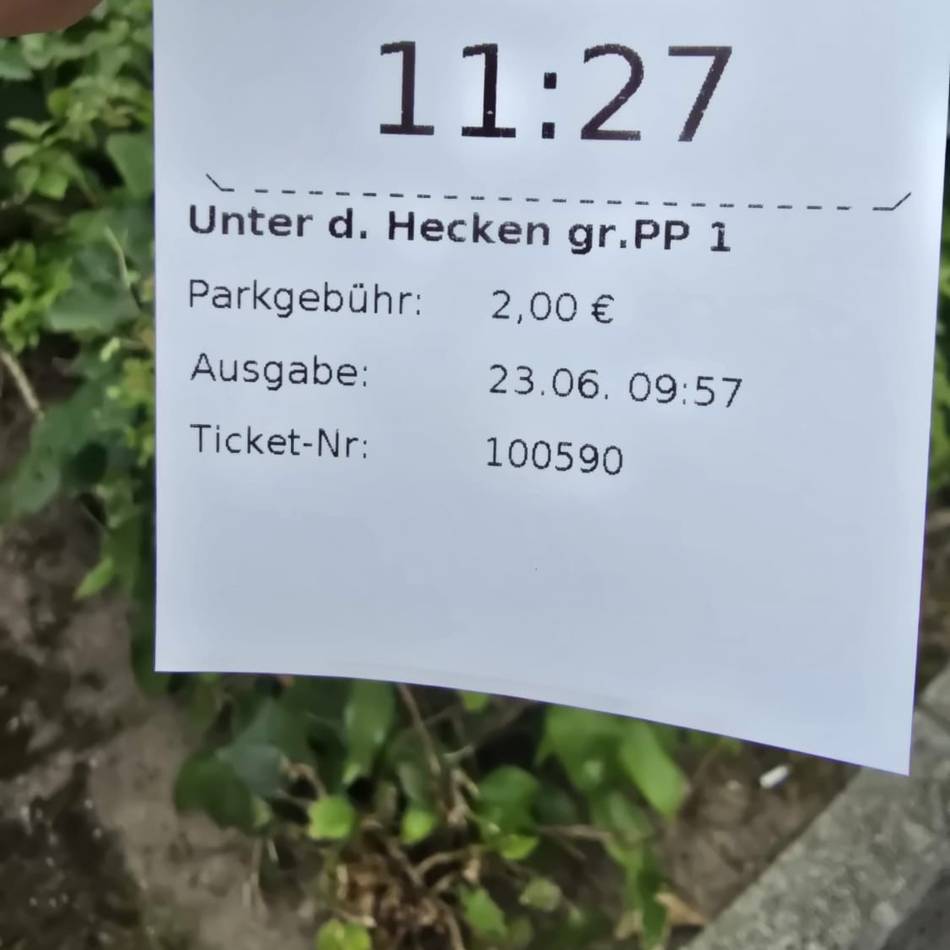 11:27
Unter d. Hecken gr.PP 1
Parkgebühr: 2,00 €
Ausgabe: 23.06. 09:57
Ticket-Nr: 100590